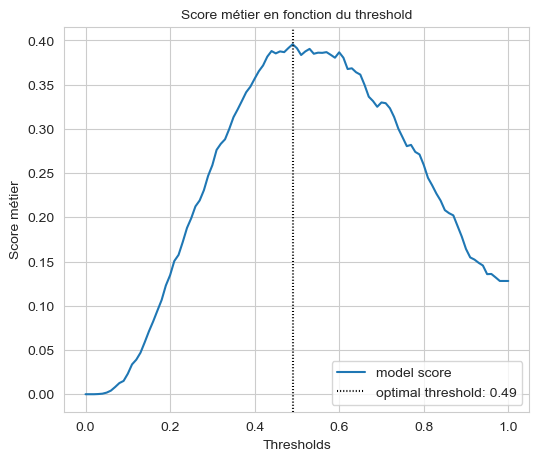 Score métier en fonction du threshold
0.40
0.35
0.30
0.25
0.20
0.15
0.10
0.05
0.00
Score métier
0.0 0.2 0.4 0.6 0.8 1.0
Thresholds
model score
optimal threshold: 0.49